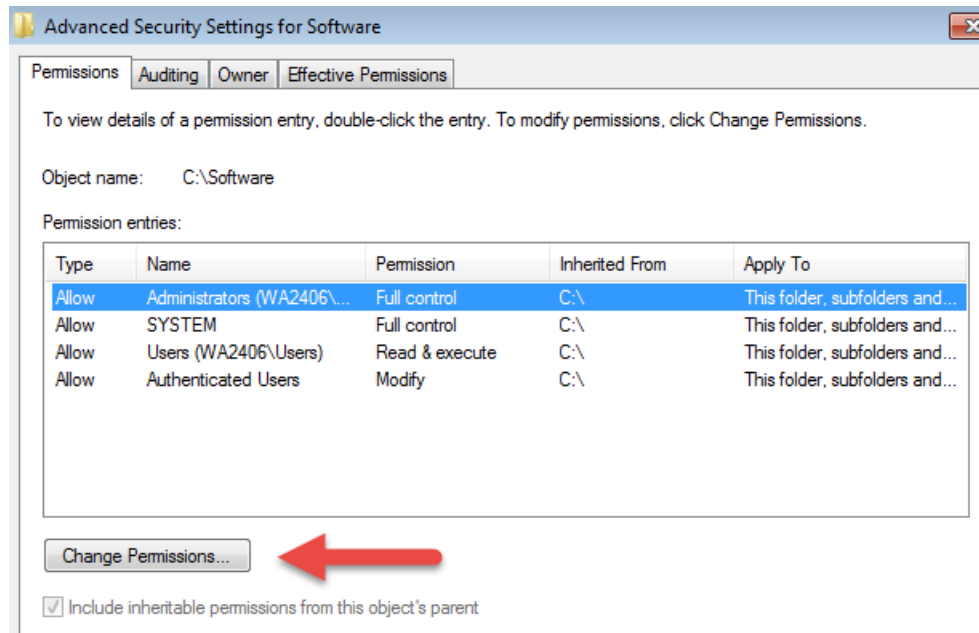 Advanced Security Settings for Software
Permissions Auditing Owner Effective Permissions
To view details of a permission entry, double-click the entry. To modify permissions, click Change Permissions.
Object name: C:\Software
Permission entries:
Type Name Permission Inherited From Apply To
Allow Administrators (WA2406\... Full control C:\ This folder, subfolders and...
Allow SYSTEM Full control C:\ This folder, subfolders and...
Allow Users (WA2406\Users) Read & execute C:\ This folder, subfolders and...
Allow Authenticated Users Modify C:\ This folder, subfolders and...
Change Permissions...
Include inheritable permissions from this object's parent